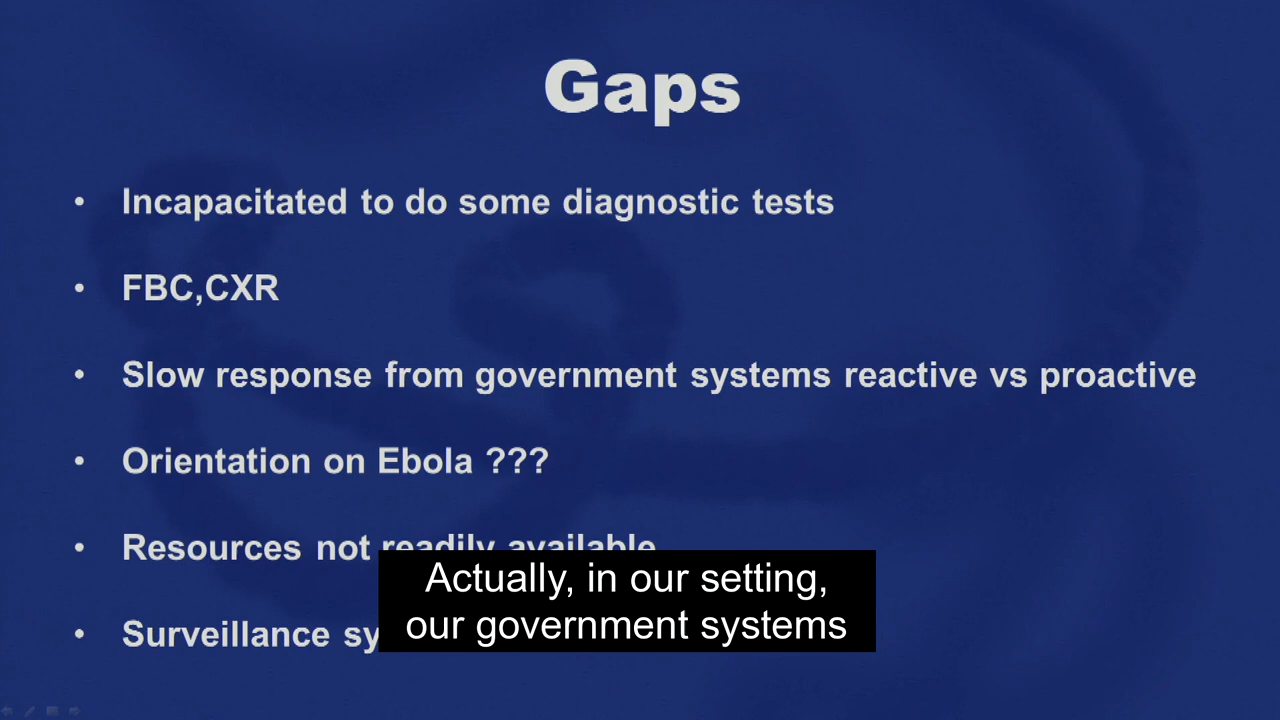 Gaps
• Incapacitated to do some diagnostic tests
• FBC,CXR
• Slow response from government systems reactive vs proactive
• Orientation on Ebola ???
• Resources not readily available
• Surveillance
Actually, in our setting,
our government systems